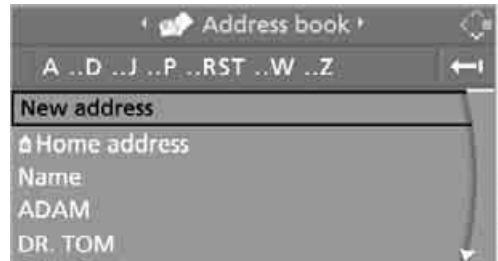 Address book
A ..D ..J ..P ..RST ..W ..Z
New address
Home address
Name
ADAM
DR. TOM